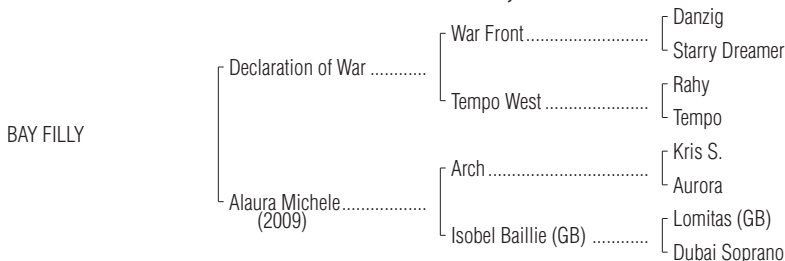 Danzig
War Front
Starry Dreamer
Declaration of War
Rahy
Tempo West
Tempo
BAY FILLY
Kris S.
Arch
Aurora
Alaura Michele
(2009)
Lomitas (GB)
Isobel Baillie (GB)
Dubai Soprano